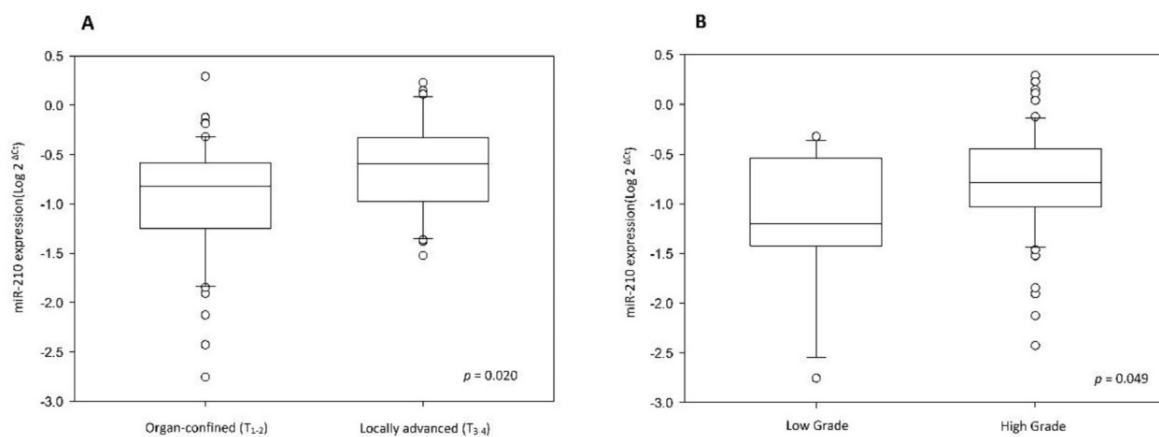 A
miR-210 expression(Log 2 ΔCt)
0.5
0.0
-0.5
-1.0
-1.5
-2.0
-2.5
-3.0
p = 0.020
Organ-confined (T1-2)
Locally advanced (T3-4)
B
miR-210 expression(Log 2 ΔCt)
0.5
0.0
-0.5
-1.0
-1.5
-2.0
-2.5
-3.0
p = 0.049
Low Grade
High Grade